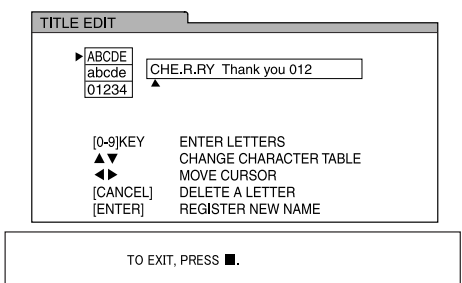 TITLE EDIT
▶ ABCDE
abcde
01234
CHE.R.RY Thank you 012
▲
[0-9]KEY ENTER LETTERS
▲▼ CHANGE CHARACTER TABLE
◀▶ MOVE CURSOR
[CANCEL] DELETE A LETTER
[ENTER] REGISTER NEW NAME
TO EXIT, PRESS ■.